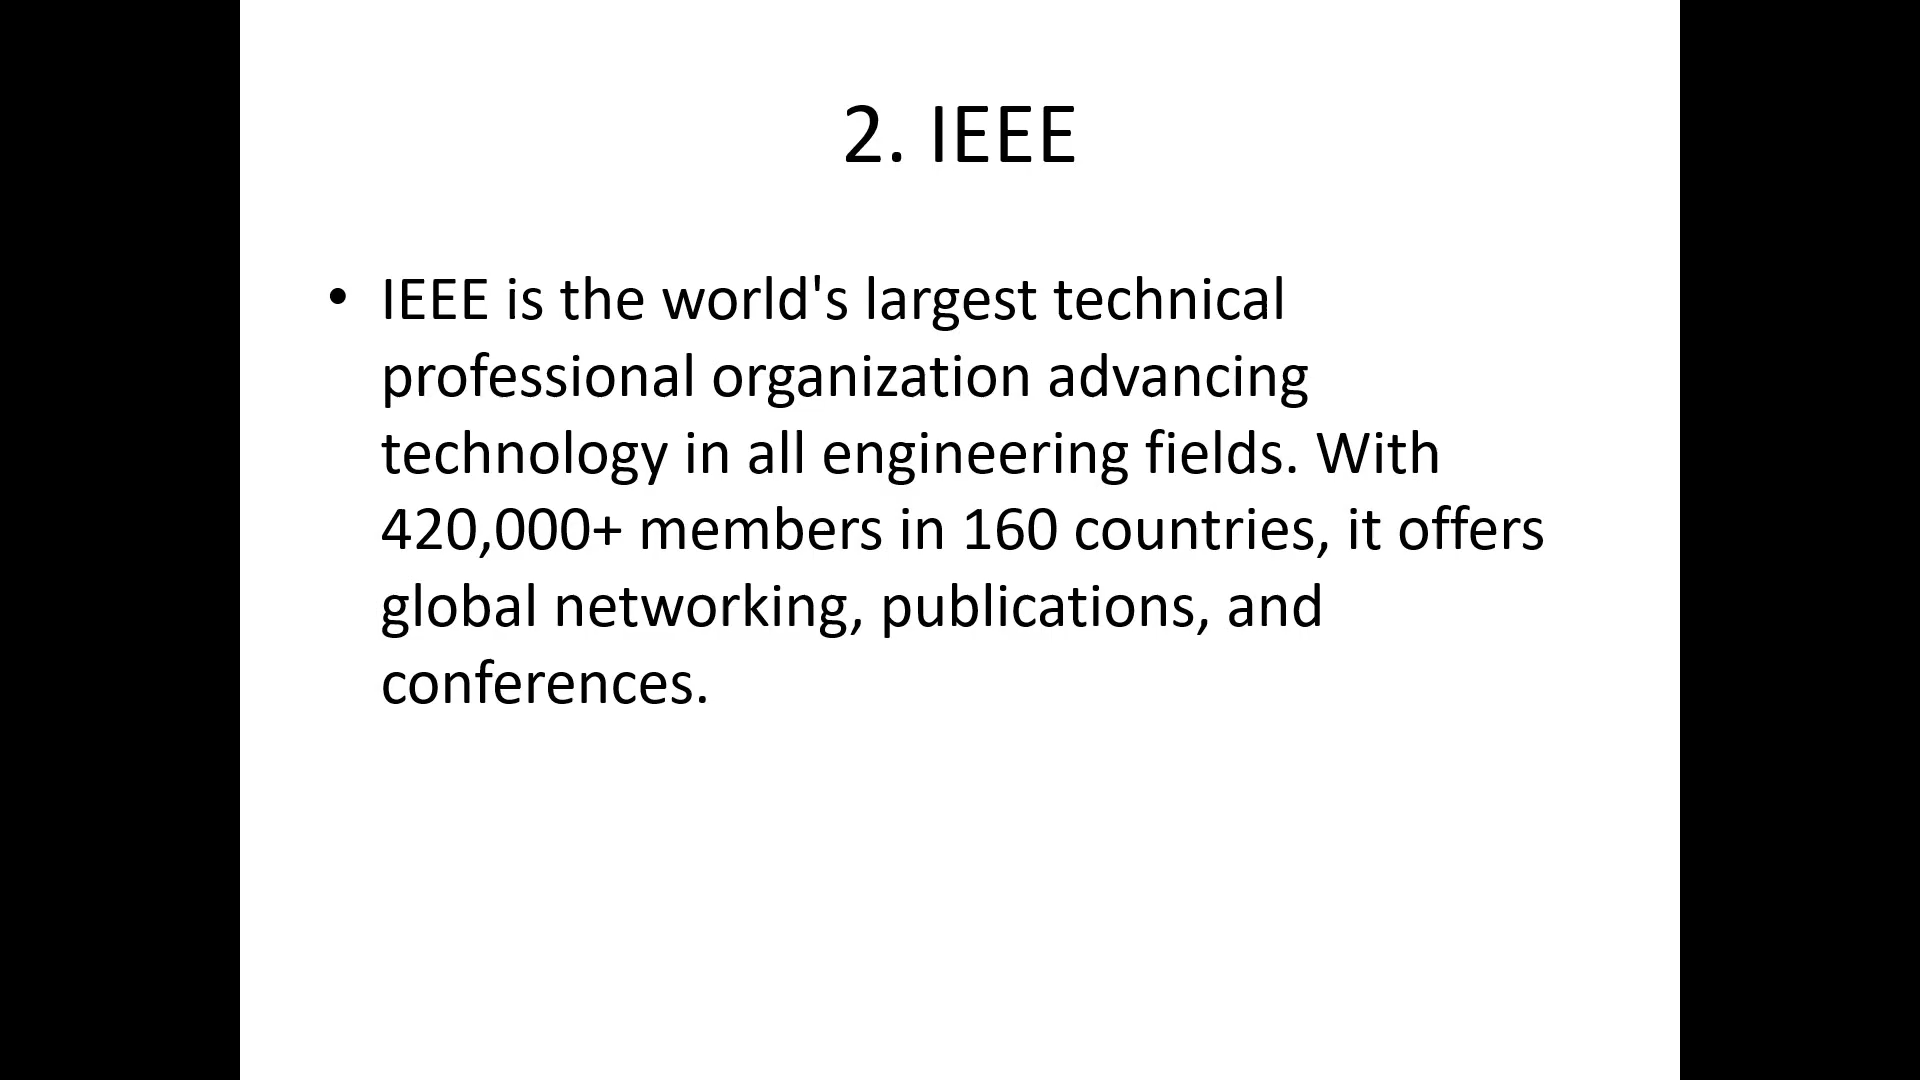 2. IEEE
• IEEE is the world's largest technical
professional organization advancing
technology in all engineering fields. With
420,000+ members in 160 countries, it offers
global networking, publications, and
conferences.